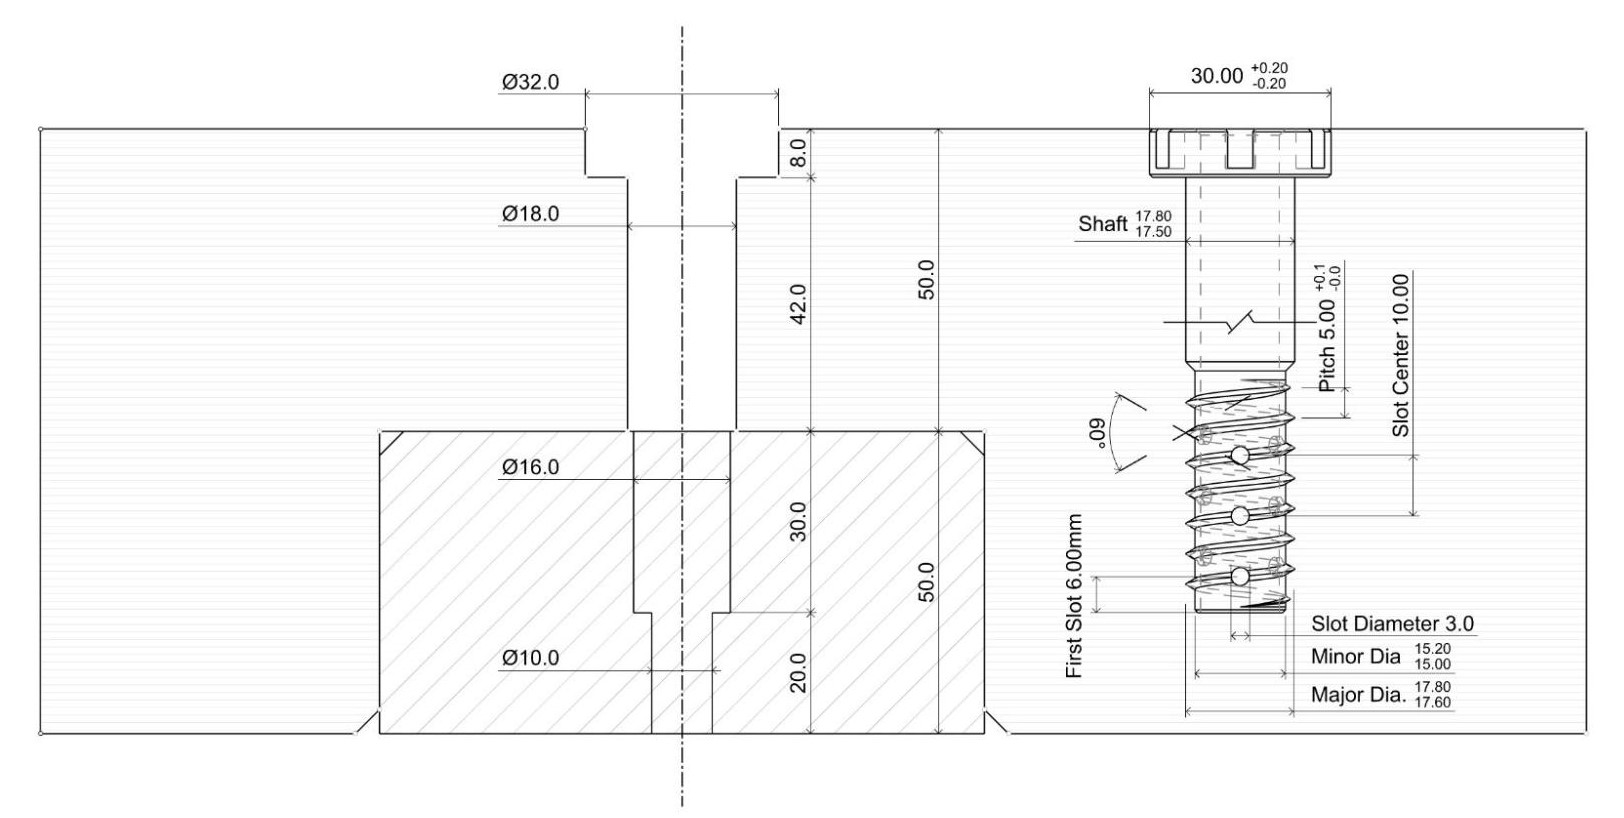 Ø32.0
30.00 +0.20
-0.20
8.0
Ø18.0
Shaft 17.80
17.50
50.0
42.0
Pitch 5.00 +0.1
-0.0
Slot Center 10.00
60°
Ø16.0
30.0
50.0
First Slot 6.00mm
Slot Diameter 3.0
Ø10.0
20.0
Minor Dia 15.20
15.00
Major Dia. 17.80
17.60